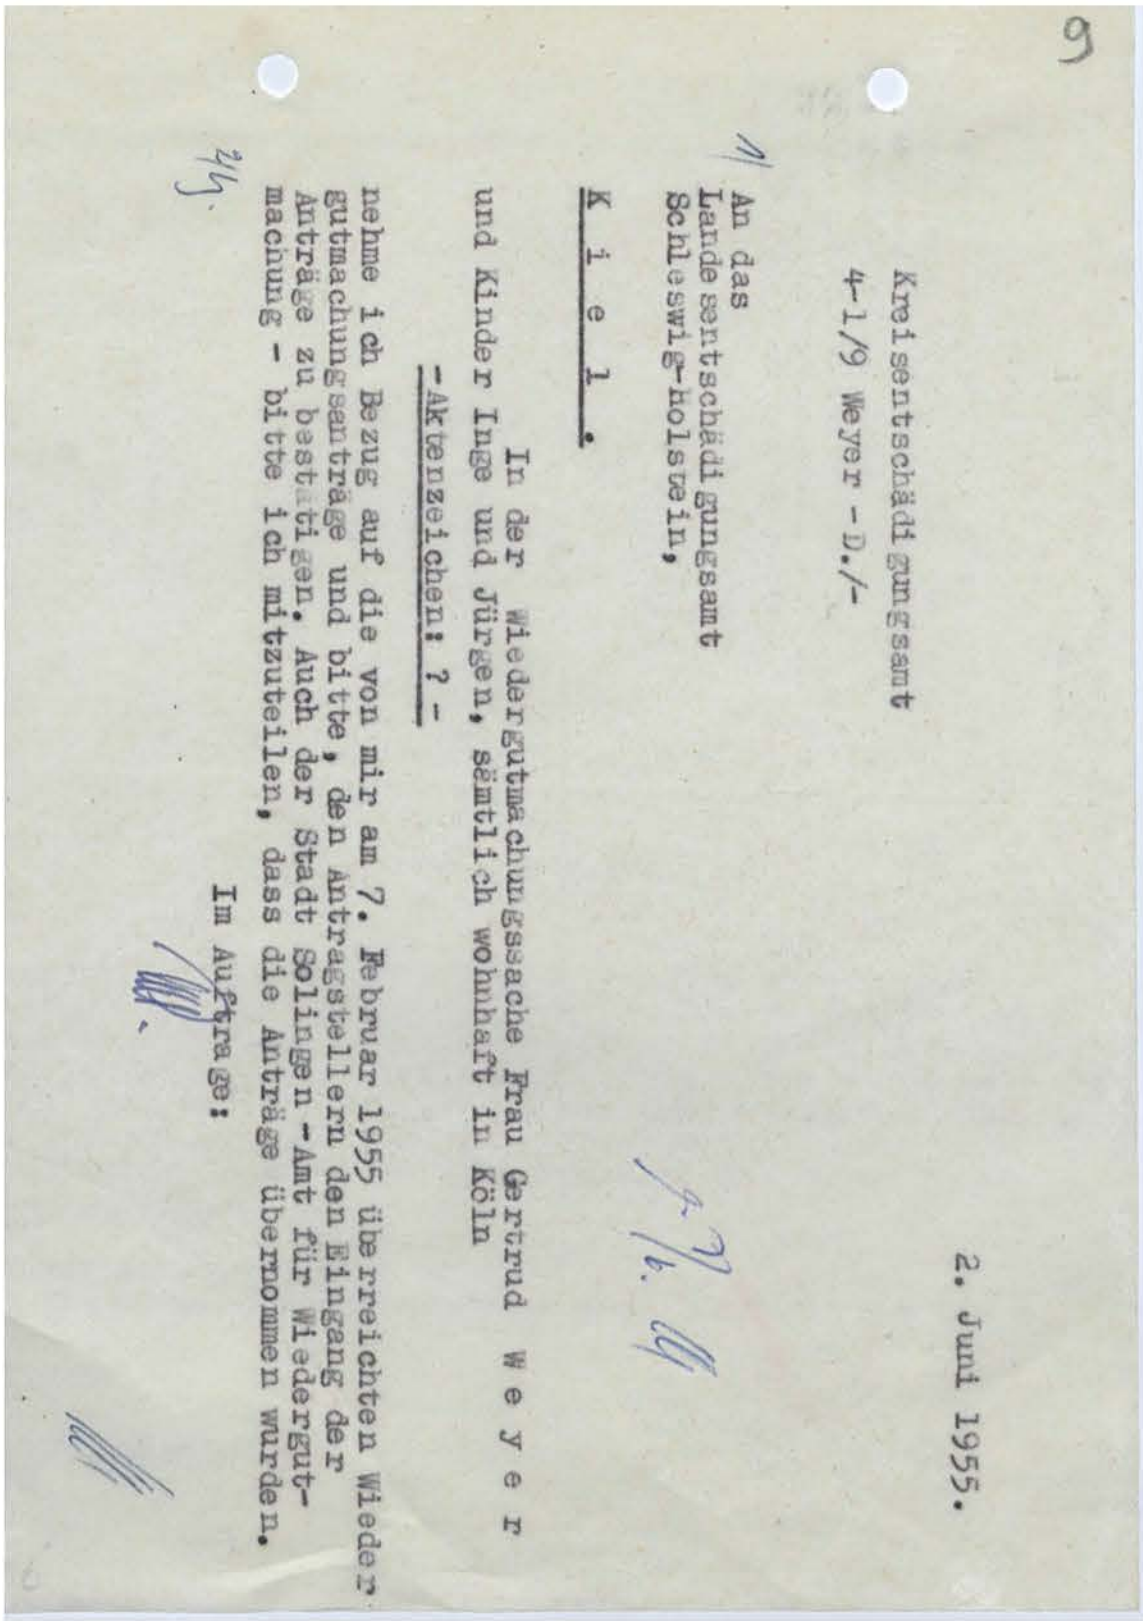 9
Kreisentschädigungsamt
2. Juni 1955.
4-1/9 Weyer - D./-
1/ An das
Landesentschädigungsamt
Schleswig-Holstein,
K i e l .
In der Wiedergutmachungssache Frau Gertrud W e y e r
und Kinder Inge und Jürgen, sämtlich wohnhaft in Köln
-Aktenzeichen: ? -
nehme ich Bezug auf die von mir am 7. Februar 1955 überreichten Wieder
gutmachungsanträge und bitte, den Antragstellern den Eingang der
Anträge zu bestätigen. Auch der Stadt Solingen -Amt für Wiedergut-
machung - bitte ich mitzuteilen, dass die Anträge übernommen wurden.
Im Auftrage:
2/